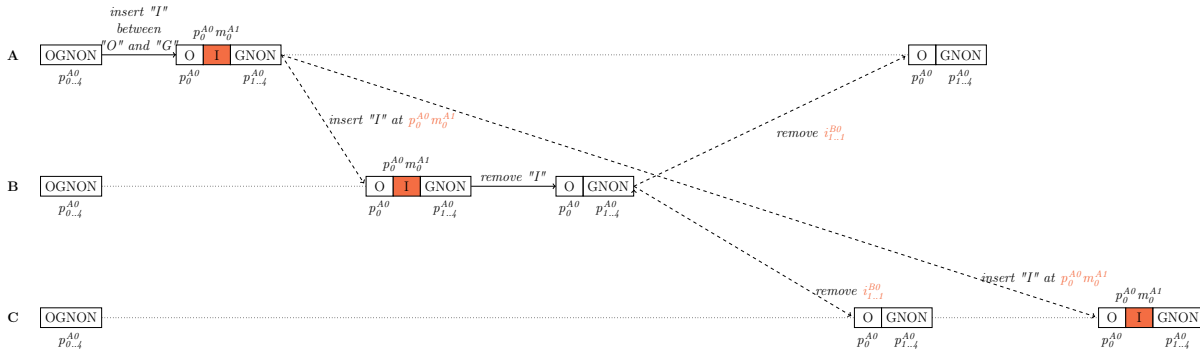 insert "I"
between
"O" and "G"
A
OGNON
p_{0..4}^{A0}
p_0^{A0} m_0^{A1}
O I GNON
p_0^{A0} p_{1..4}^{A0}
O GNON
p_0^{A0} p_{1..4}^{A0}
insert "I" at p_0^{A0} m_0^{A1}
remove i_{1..1}^{B0}
B
OGNON
p_{0..4}^{A0}
p_0^{A0} m_0^{A1}
O I GNON
p_0^{A0} p_{1..4}^{A0}
remove "I"
O GNON
p_0^{A0} p_{1..4}^{A0}
remove i_{1..1}^{B0}
insert "I" at p_0^{A0} m_0^{A1}
C
OGNON
p_{0..4}^{A0}
O GNON
p_0^{A0} p_{1..4}^{A0}
p_0^{A0} m_0^{A1}
O I GNON
p_0^{A0} p_{1..4}^{A0}